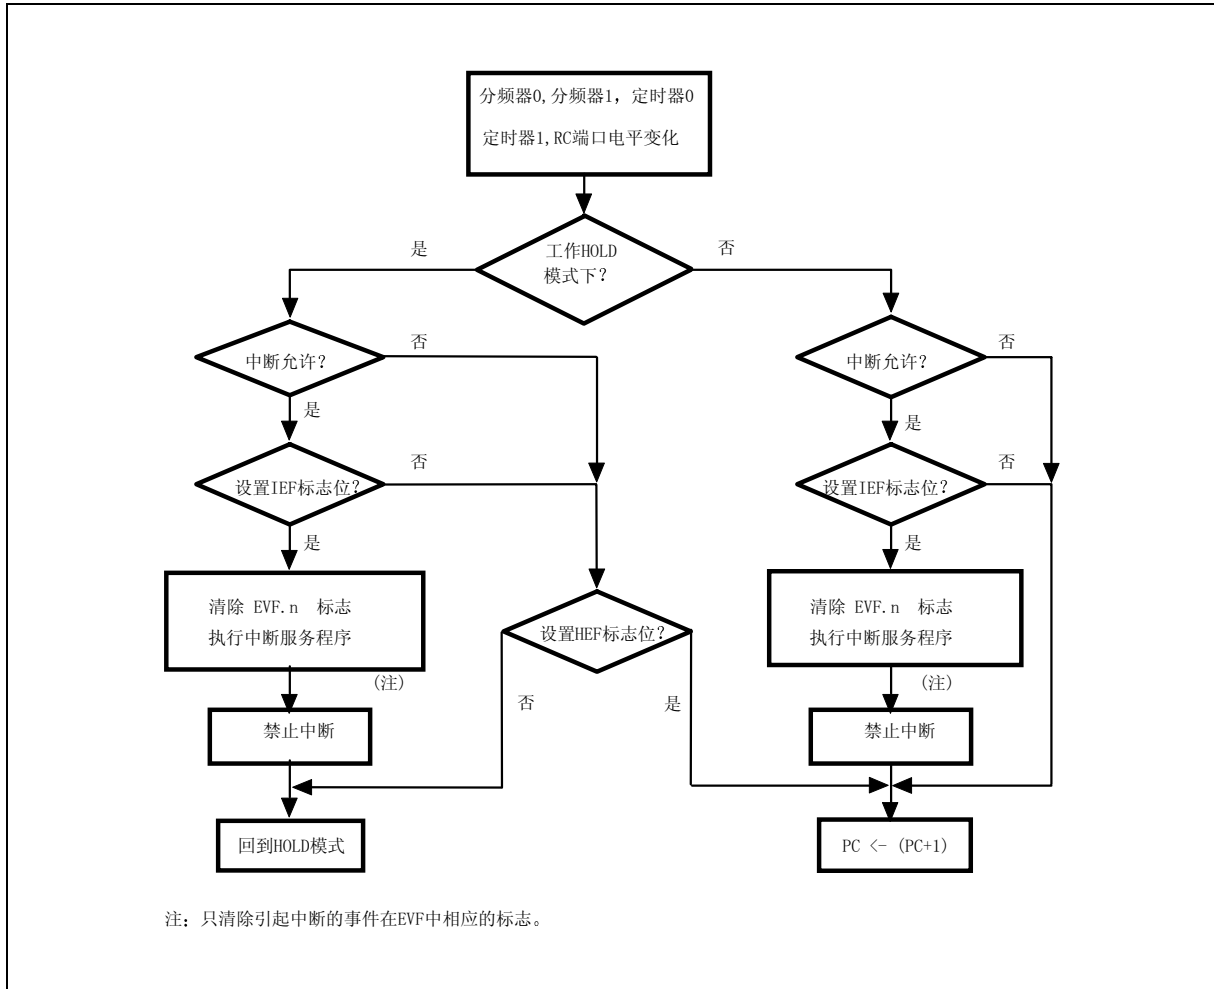 分频器0,分频器1，定时器0
定时器1,RC端口电平变化
是
工作HOLD
模式下？
否
中断允许？
否
中断允许？
否
是
是
设置IEF标志位？
否
设置IEF标志位？
否
是
是
清除 EVF.n 标志
执行中断服务程序
(注)
设置HEF标志位？
清除 EVF.n 标志
执行中断服务程序
(注)
否
是
禁止中断
禁止中断
回到HOLD模式
PC <- (PC+1)
注：只清除引起中断的事件在EVF中相应的标志。